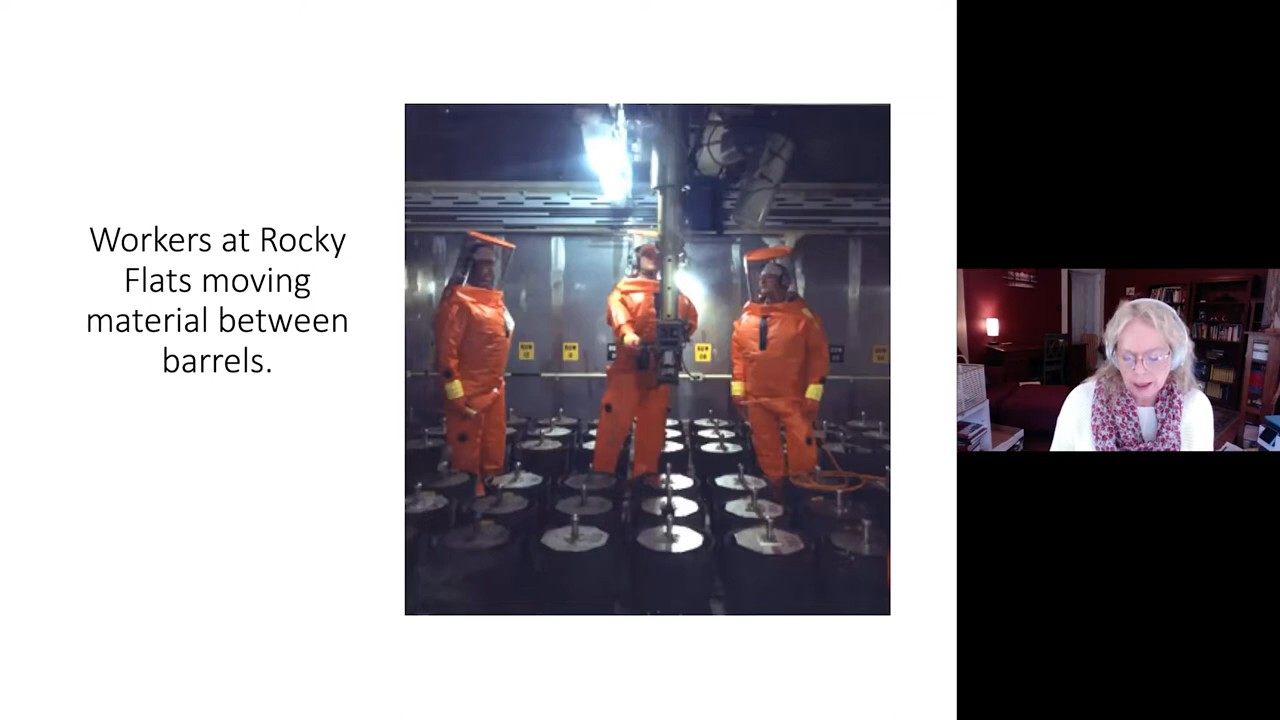 Workers at Rocky
Flats moving
material between
barrels.